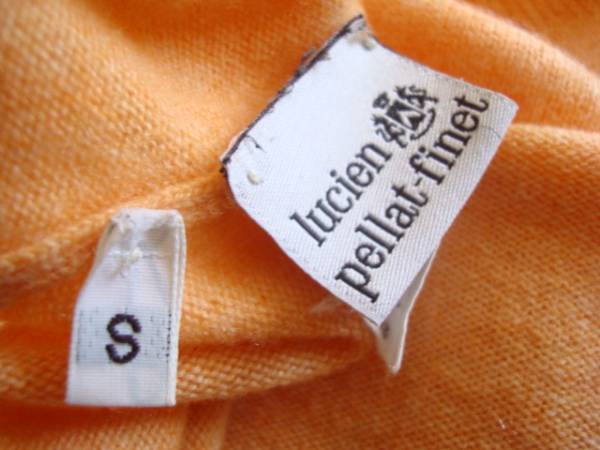 lucien
pellat-finet
S